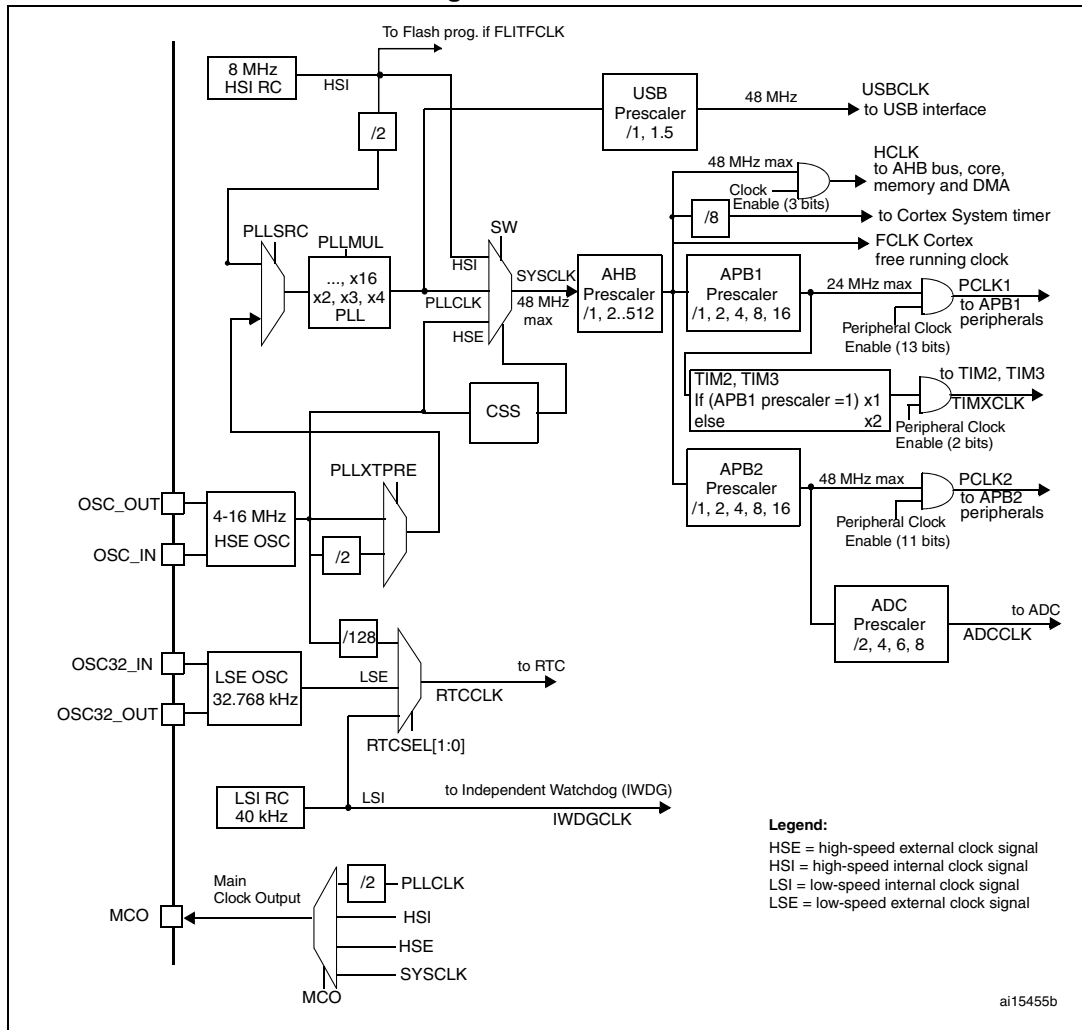 To Flash prog. if FLITFCLK
8 MHz
HSI RC
HSI
/2
USB
Prescaler
/1, 1.5
48 MHz
USBCLK
to USB interface
48 MHz max
HCLK
to AHB bus, core,
memory and DMA
Clock
Enable (3 bits)
/8
to Cortex System timer
FCLK Cortex
free running clock
PLLSRC
PLLMUL
..., x16
x2, x3, x4
PLL
SW
HSI
PLLCLK
HSE
SYSCLK
48 MHz
max
AHB
Prescaler
/1, 2..512
APB1
Prescaler
/1, 2, 4, 8, 16
24 MHz max
PCLK1
to APB1
peripherals
Peripheral Clock
Enable (13 bits)
TIM2, TIM3
If (APB1 prescaler =1) x1
else x2
to TIM2, TIM3
TIMXCLK
Peripheral Clock
Enable (2 bits)
CSS
PLLXTPRE
OSC_OUT
OSC_IN
4-16 MHz
HSE OSC
/2
APB2
Prescaler
/1, 2, 4, 8, 16
48 MHz max
PCLK2
to APB2
peripherals
Peripheral Clock
Enable (11 bits)
ADC
Prescaler
/2, 4, 6, 8
to ADC
ADCCLK
/128
OSC32_IN
OSC32_OUT
LSE OSC
32.768 kHz
LSE
to RTC
RTCCLK
RTCSEL[1:0]
LSI RC
40 kHz
LSI
to Independent Watchdog (IWDG)
IWDGCLK
Legend:
HSE = high-speed external clock signal
HSI = high-speed internal clock signal
LSI = low-speed internal clock signal
LSE = low-speed external clock signal
MCO
Main
Clock Output
/2
PLLCLK
HSI
HSE
SYSCLK
MCO
ai15455b